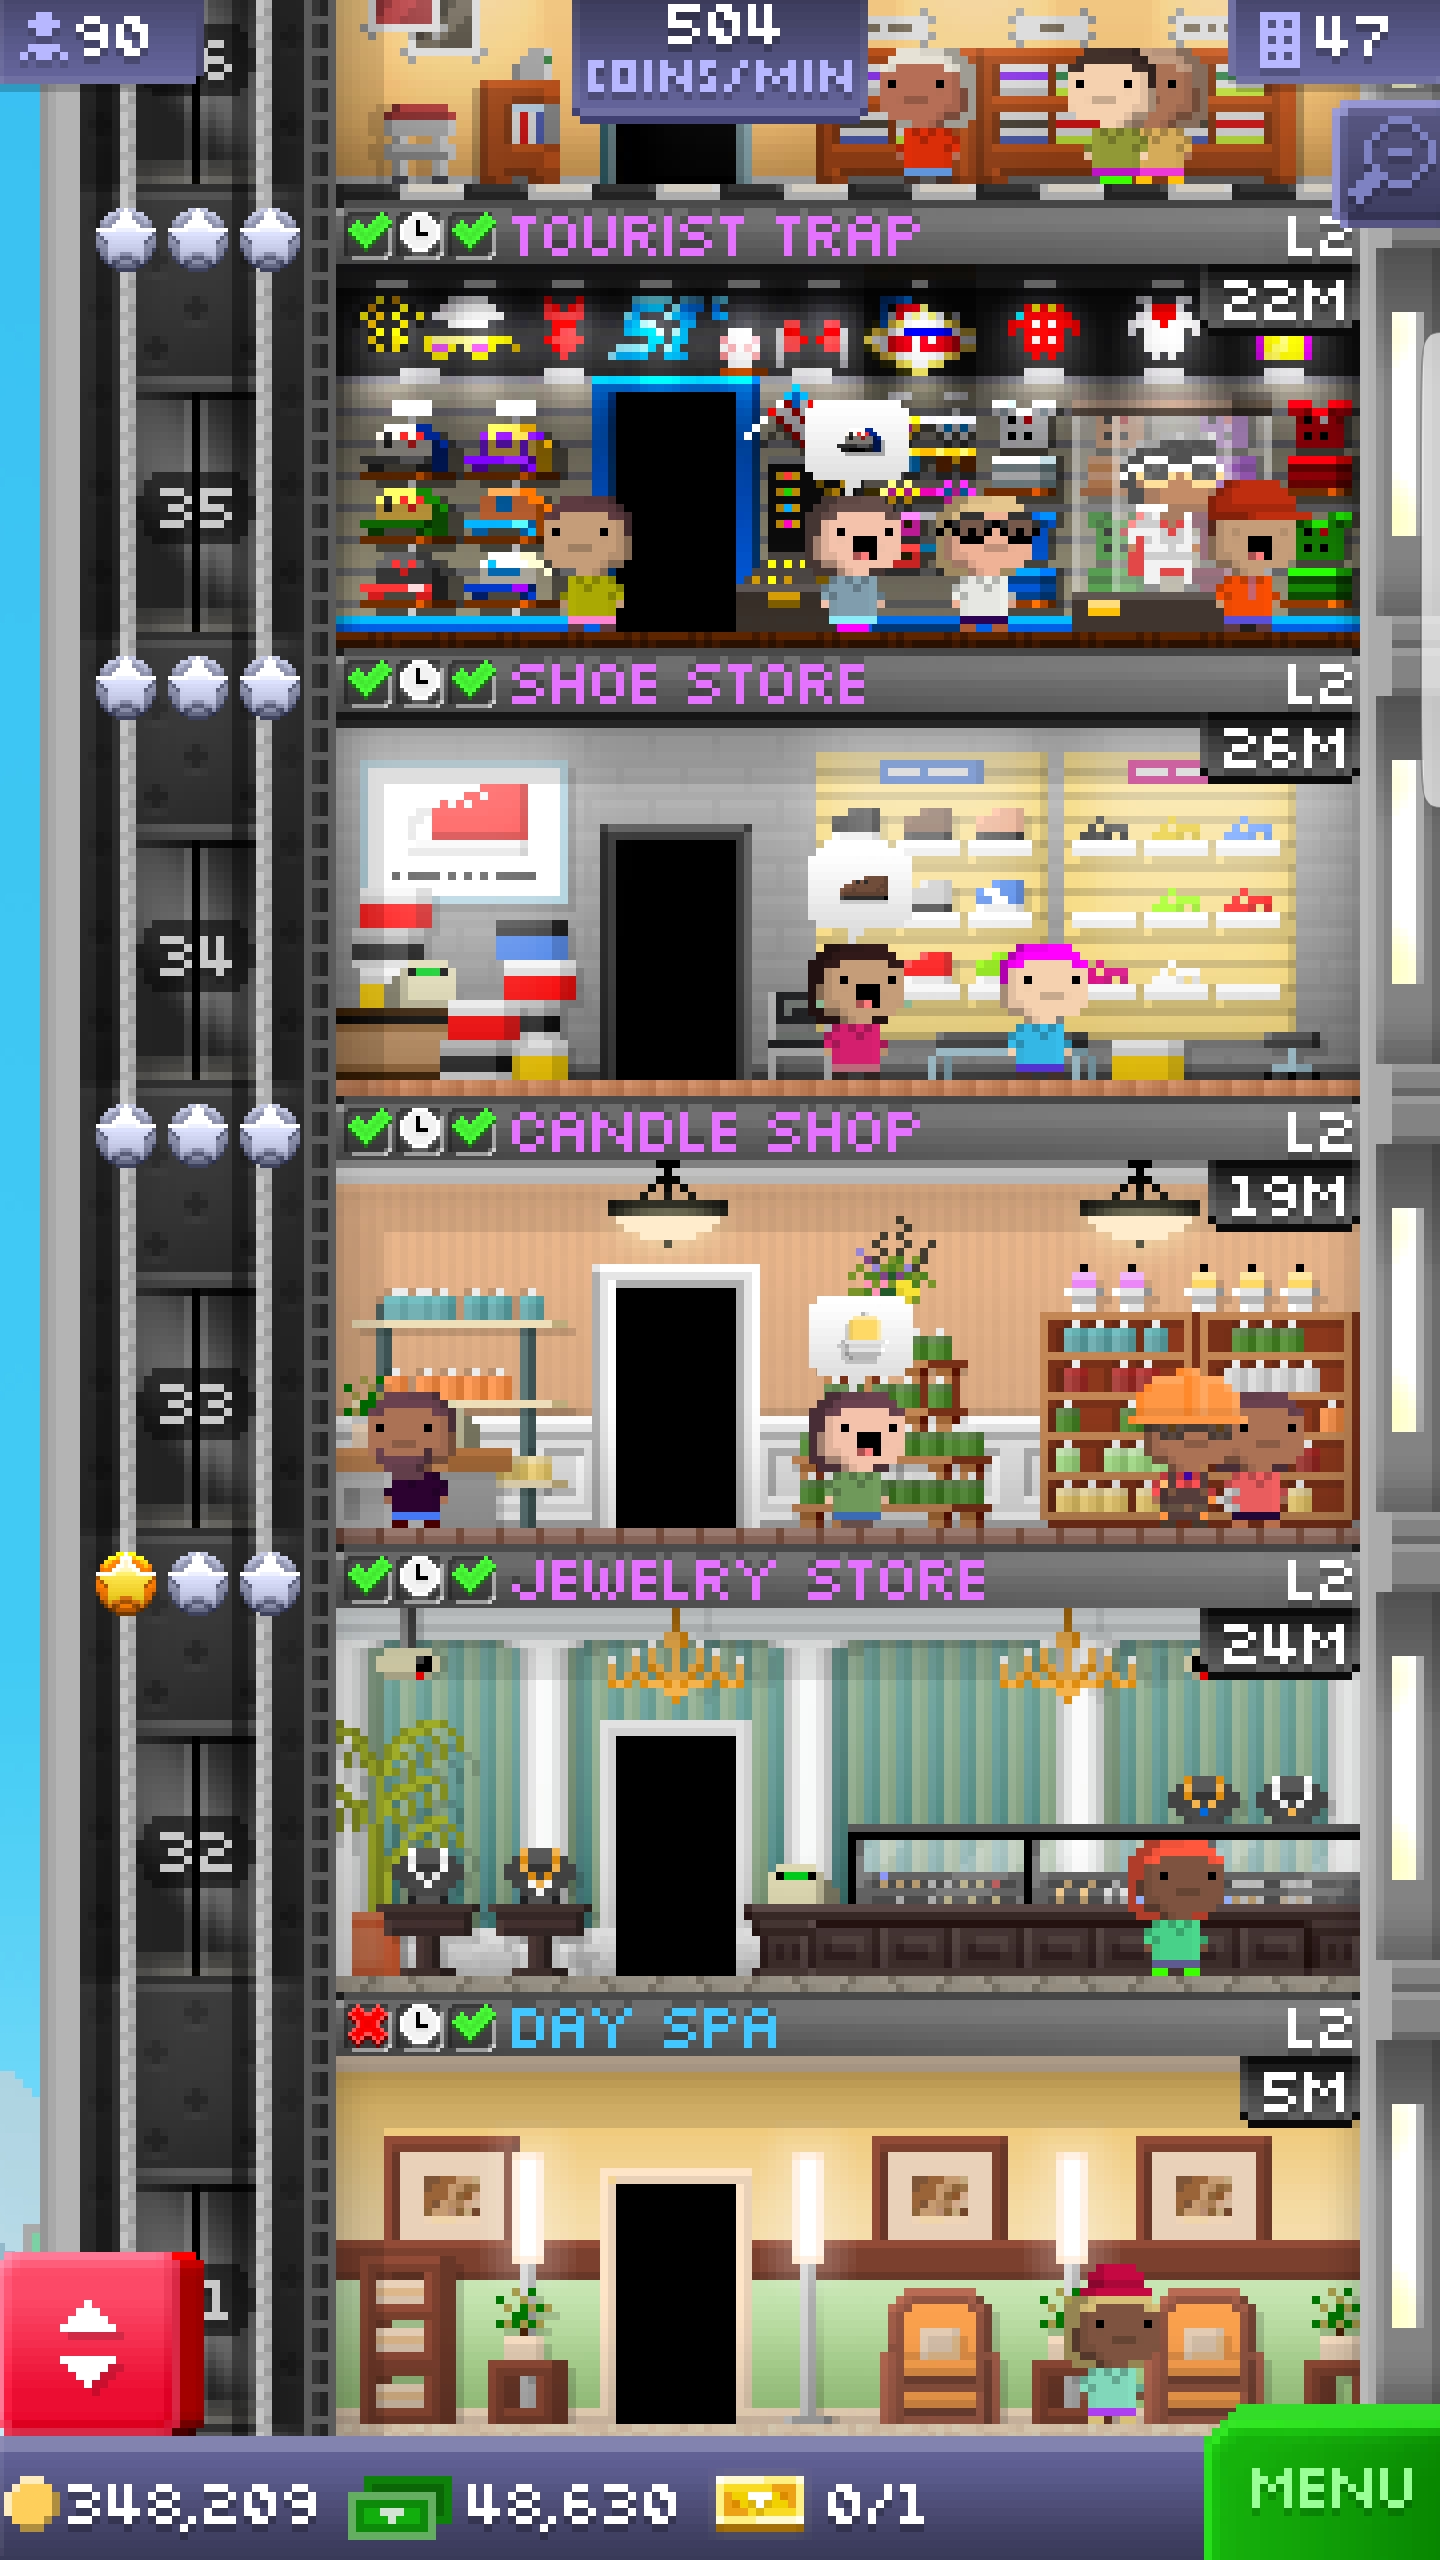 90
504
COINS/MIN
47
TOURIST TRAP
L2
22M
35
SHOE STORE
L2
26M
34
CANDLE SHOP
L2
19M
33
JEWELRY STORE
L2
24M
32
DAY SPA
L2
5M
348,209
48,630
0/1
MENU